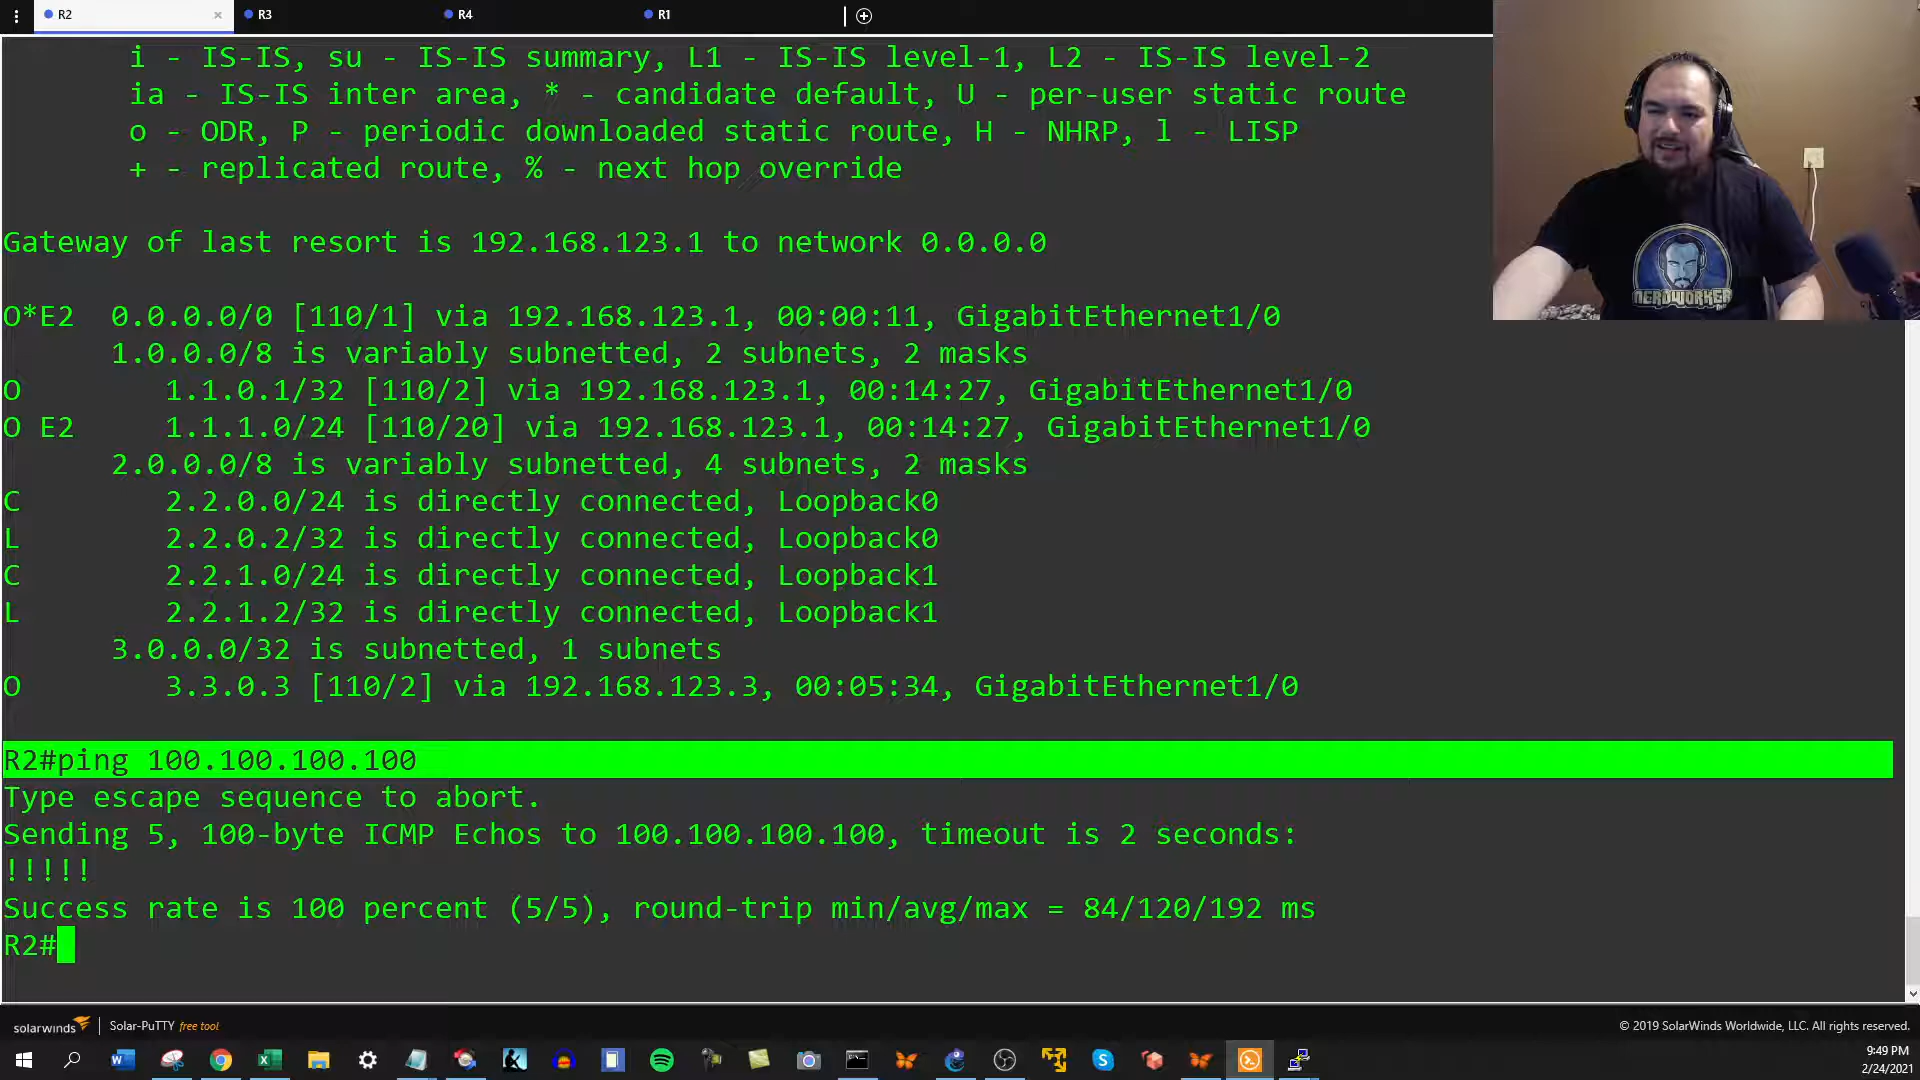 R2 × R3 R4 R1
i - IS-IS, su - IS-IS summary, L1 - IS-IS level-1, L2 - IS-IS level-2
ia - IS-IS inter area, * - candidate default, U - per-user static route
o - ODR, P - periodic downloaded static route, H - NHRP, l - LISP
+ - replicated route, % - next hop override
Gateway of last resort is 192.168.123.1 to network 0.0.0.0
O*E2 0.0.0.0/0 [110/1] via 192.168.123.1, 00:00:11, GigabitEthernet1/0
1.0.0.0/8 is variably subnetted, 2 subnets, 2 masks
O 1.1.0.1/32 [110/2] via 192.168.123.1, 00:14:27, GigabitEthernet1/0
O E2 1.1.1.0/24 [110/20] via 192.168.123.1, 00:14:27, GigabitEthernet1/0
2.0.0.0/8 is variably subnetted, 4 subnets, 2 masks
C 2.2.0.0/24 is directly connected, Loopback0
L 2.2.0.2/32 is directly connected, Loopback0
C 2.2.1.0/24 is directly connected, Loopback1
L 2.2.1.2/32 is directly connected, Loopback1
3.0.0.0/32 is subnetted, 1 subnets
O 3.3.0.3 [110/2] via 192.168.123.3, 00:05:34, GigabitEthernet1/0
R2#ping 100.100.100.100
Type escape sequence to abort.
Sending 5, 100-byte ICMP Echos to 100.100.100.100, timeout is 2 seconds:
!!!!!
Success rate is 100 percent (5/5), round-trip min/avg/max = 84/120/192 ms
R2#
NERDWORKER
solarwinds | Solar-PuTTY free tool
© 2019 SolarWinds Worldwide, LLC. All rights reserved.
9:49 PM
2/24/2021